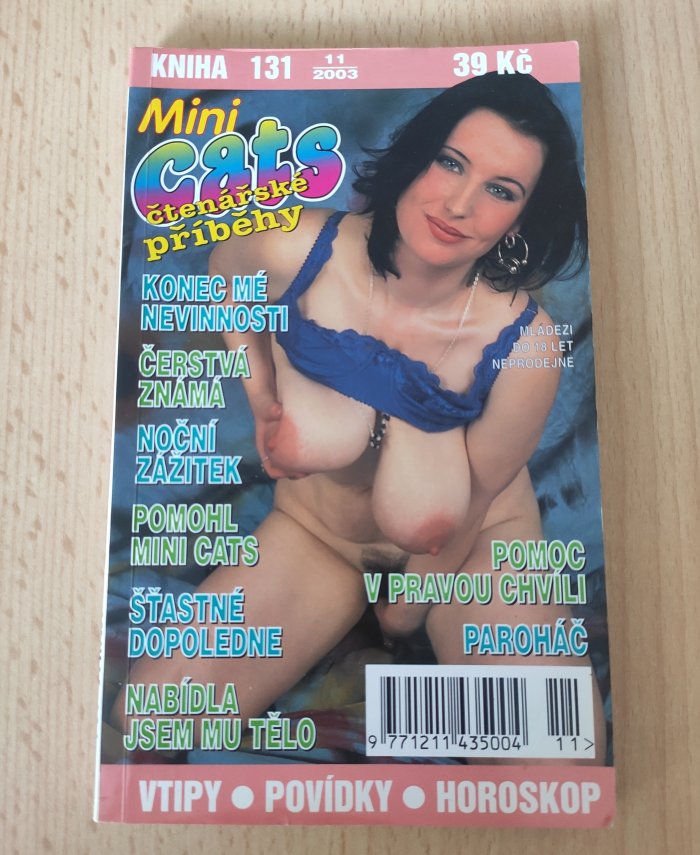 KNIHA 131 11
2003 39 Kč
Mini
Cats
čtenářské
příběhy
KONEC MÉ
NEVINNOSTI
MLÁDEŽI
DO 18 LET
NEPRODEJNÉ
ČERSTVÁ
ZNÁMÁ
NOČNÍ
ZÁŽITEK
POMOHL
MINI CATS
POMOC
V PRAVOU CHVÍLI
ŠŤASTNÉ
DOPOLEDNE
PAROHÁČ
NABÍDLA
JSEM MU TĚLO
9 771211 435004 11>
VTIPY ● POVÍDKY ● HOROSKOP